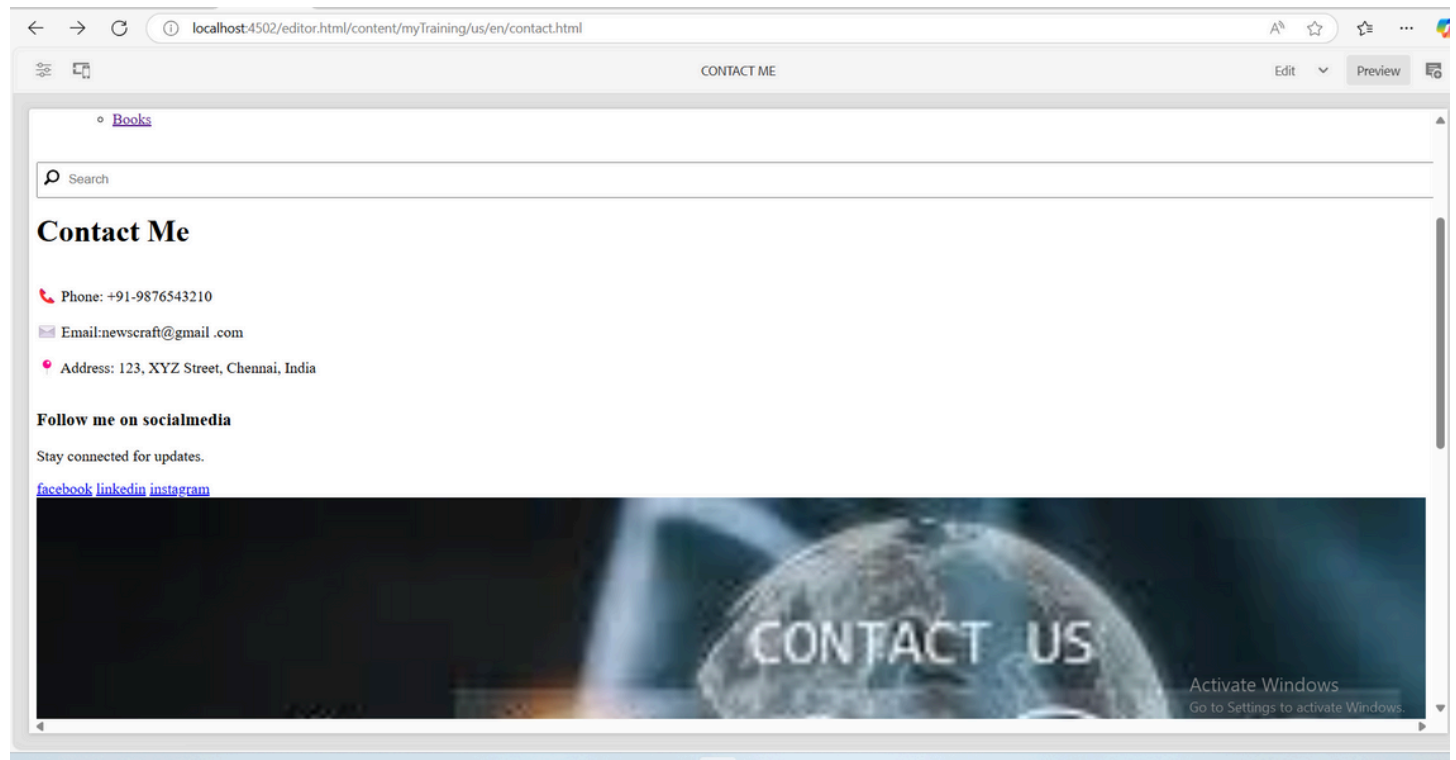 localhost:4502/editor.html/content/myTraining/us/en/contact.html
CONTACT ME
Edit
Preview
Books
Search
Contact Me
Phone: +91-9876543210
Email:newscraft@gmail .com
Address: 123, XYZ Street, Chennai, India
Follow me on socialmedia
Stay connected for updates.
facebook linkedin instagram
CONTACT US
Activate Windows
Go to Settings to activate Windows.